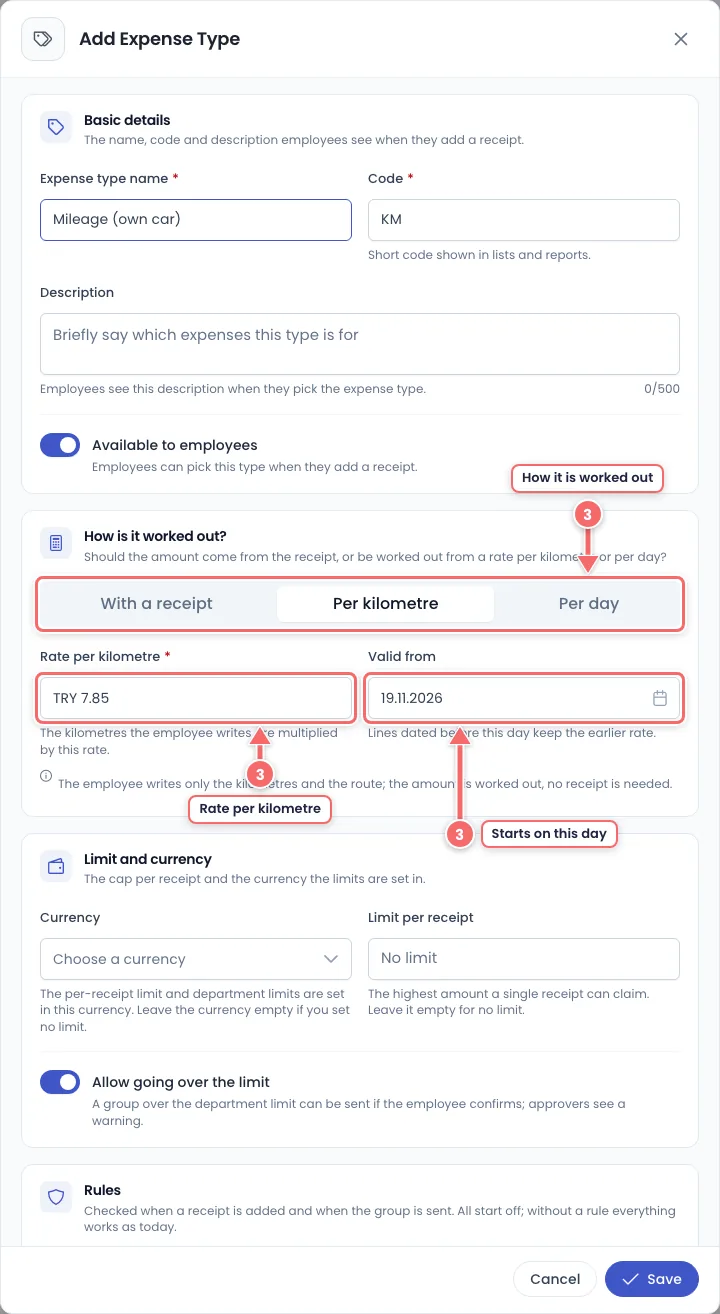 Add Expense Type
Basic details
The name, code and description employees see when they add a receipt.
Expense type name *
Code *
Mileage (own car)
KM
Short code shown in lists and reports.
Description
Briefly say which expenses this type is for
Employees see this description when they pick the expense type.
0/500
Available to employees
Employees can pick this type when they add a receipt.
How it is worked out
3
How is it worked out?
Should the amount come from the receipt, or be worked out from a rate per kilomet or per day?
With a receipt
Per kilometre
Per day
Rate per kilometre *
Valid from
TRY 7.85
19.11.2026
The kilometres the employee writes are multiplied
by this rate.
Lines dated before this day keep the earlier rate.
3
The employee writes only the kilometres and the route; the amount is worked out, no receipt is needed.
Rate per kilometre
3
Starts on this day
Limit and currency
The cap per receipt and the currency the limits are set in.
Currency
Limit per receipt
Choose a currency
No limit
The per-receipt limit and department limits are set
in this currency. Leave the currency empty if you set
no limit.
The highest amount a single receipt can claim.
Leave it empty for no limit.
Allow going over the limit
A group over the department limit can be sent if the employee confirms; approvers see a
warning.
Rules
Checked when a receipt is added and when the group is sent. All start off; without a rule everything
works as today.
Cancel
Save